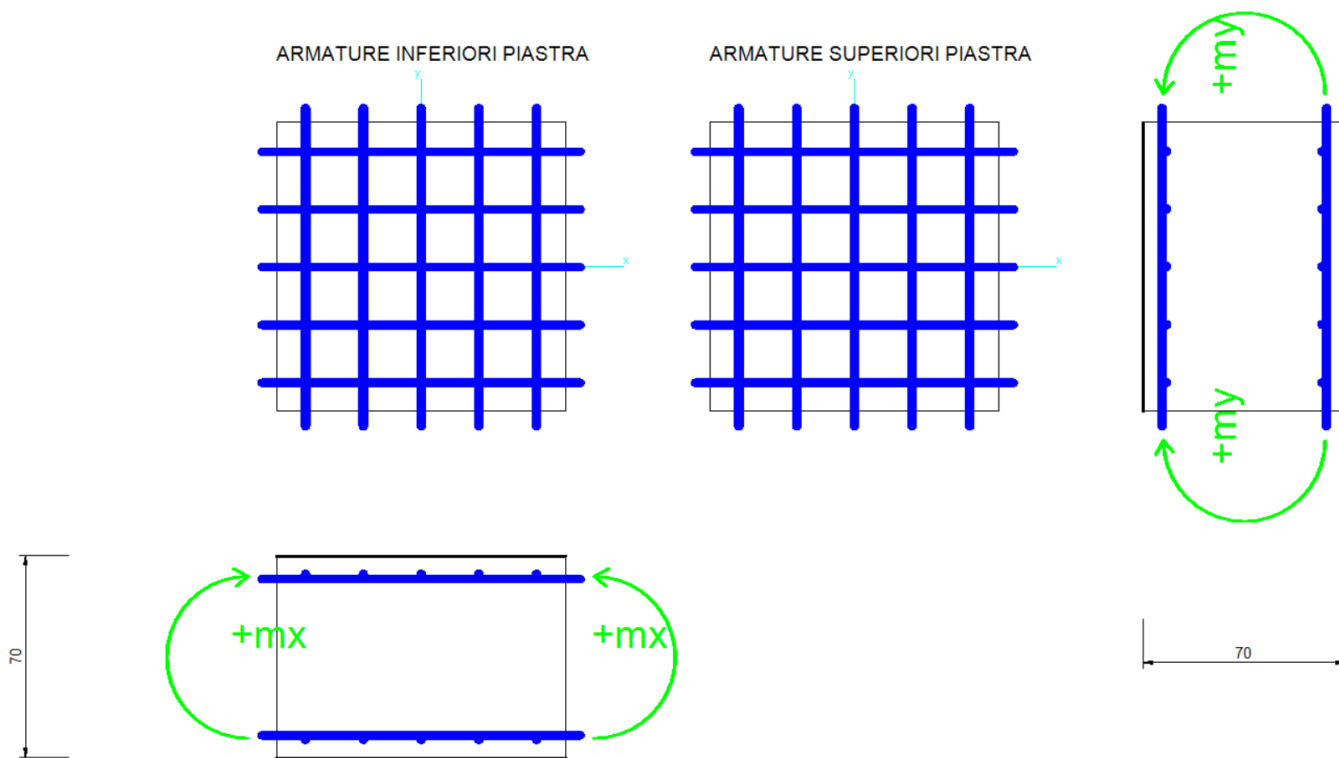 ARMATURE INFERIORI PIASTRA
ARMATURE SUPERIORI PIASTRA
+my
y
y
x
x
+my
+mx
+mx
70
70